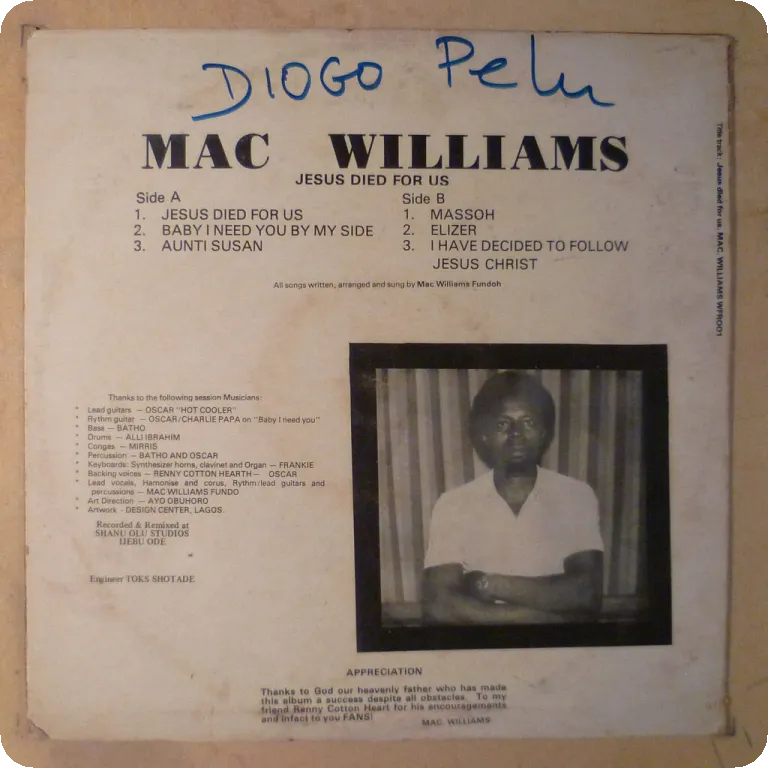 DIOGO Pelu
MAC WILLIAMS
JESUS DIED FOR US
Side A
1. JESUS DIED FOR US
2. BABY I NEED YOU BY MY SIDE
3. AUNTI SUSAN
Side B
1. MASSOH
2. ELIZER
3. I HAVE DECIDED TO FOLLOW
JESUS CHRIST
All songs written, arranged and sung by Mac Williams Fundoh
Title track: Jesus died for us. MAC. WILLIAMS WFR001
Thanks to the following session Musicians:
* Lead guitars — OSCAR "HOT COOLER"
* Rythm guitar — OSCAR/CHARLIE PAPA on "Baby I need you"
* Bass — BATHO
* Drums — ALLI IBRAHIM
* Congas — MIRRIS
* Percussion — BATHO AND OSCAR
* Keyboards: Synthesizer horns, clavinet and Organ — FRANKIE
* Backing voices — RENNY COTTON HEARTH — OSCAR
* Lead vocals, Hamonise and corus, Rythm/lead guitars and
percussions — MAC WILLIAMS FUNDO
* Art Direction — AYO OBUHORO
* Artwork - DESIGN CENTER, LAGOS.
Recorded & Remixed at
SHANU OLU STUDIOS
IJEBU ODE
Engineer TOKS SHOTADE
APPRECIATION
Thanks to God our heavenly father who has made
this album a success despite all obstacles. To my
friend Renny Cotton Heart for his encouragements
and infact to you FANS!
MAC. WILLIAMS